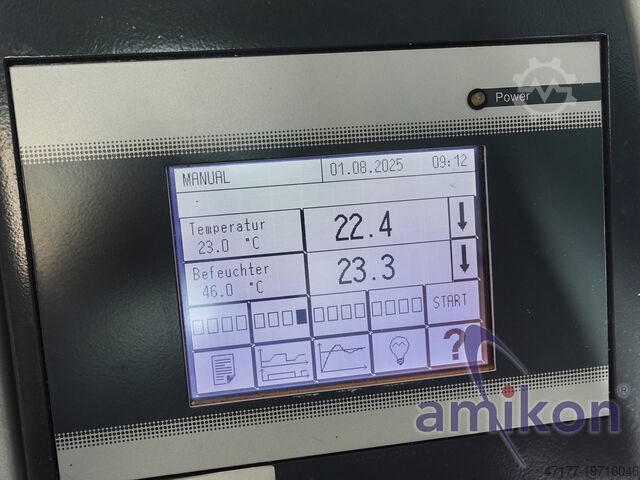 Power
MANUAL 01.08.2025 09:12
Temperatur 22.4
23.0 °C
Befeuchter 23.3
46.0 °C
START
?
amikon®
47177-19716046